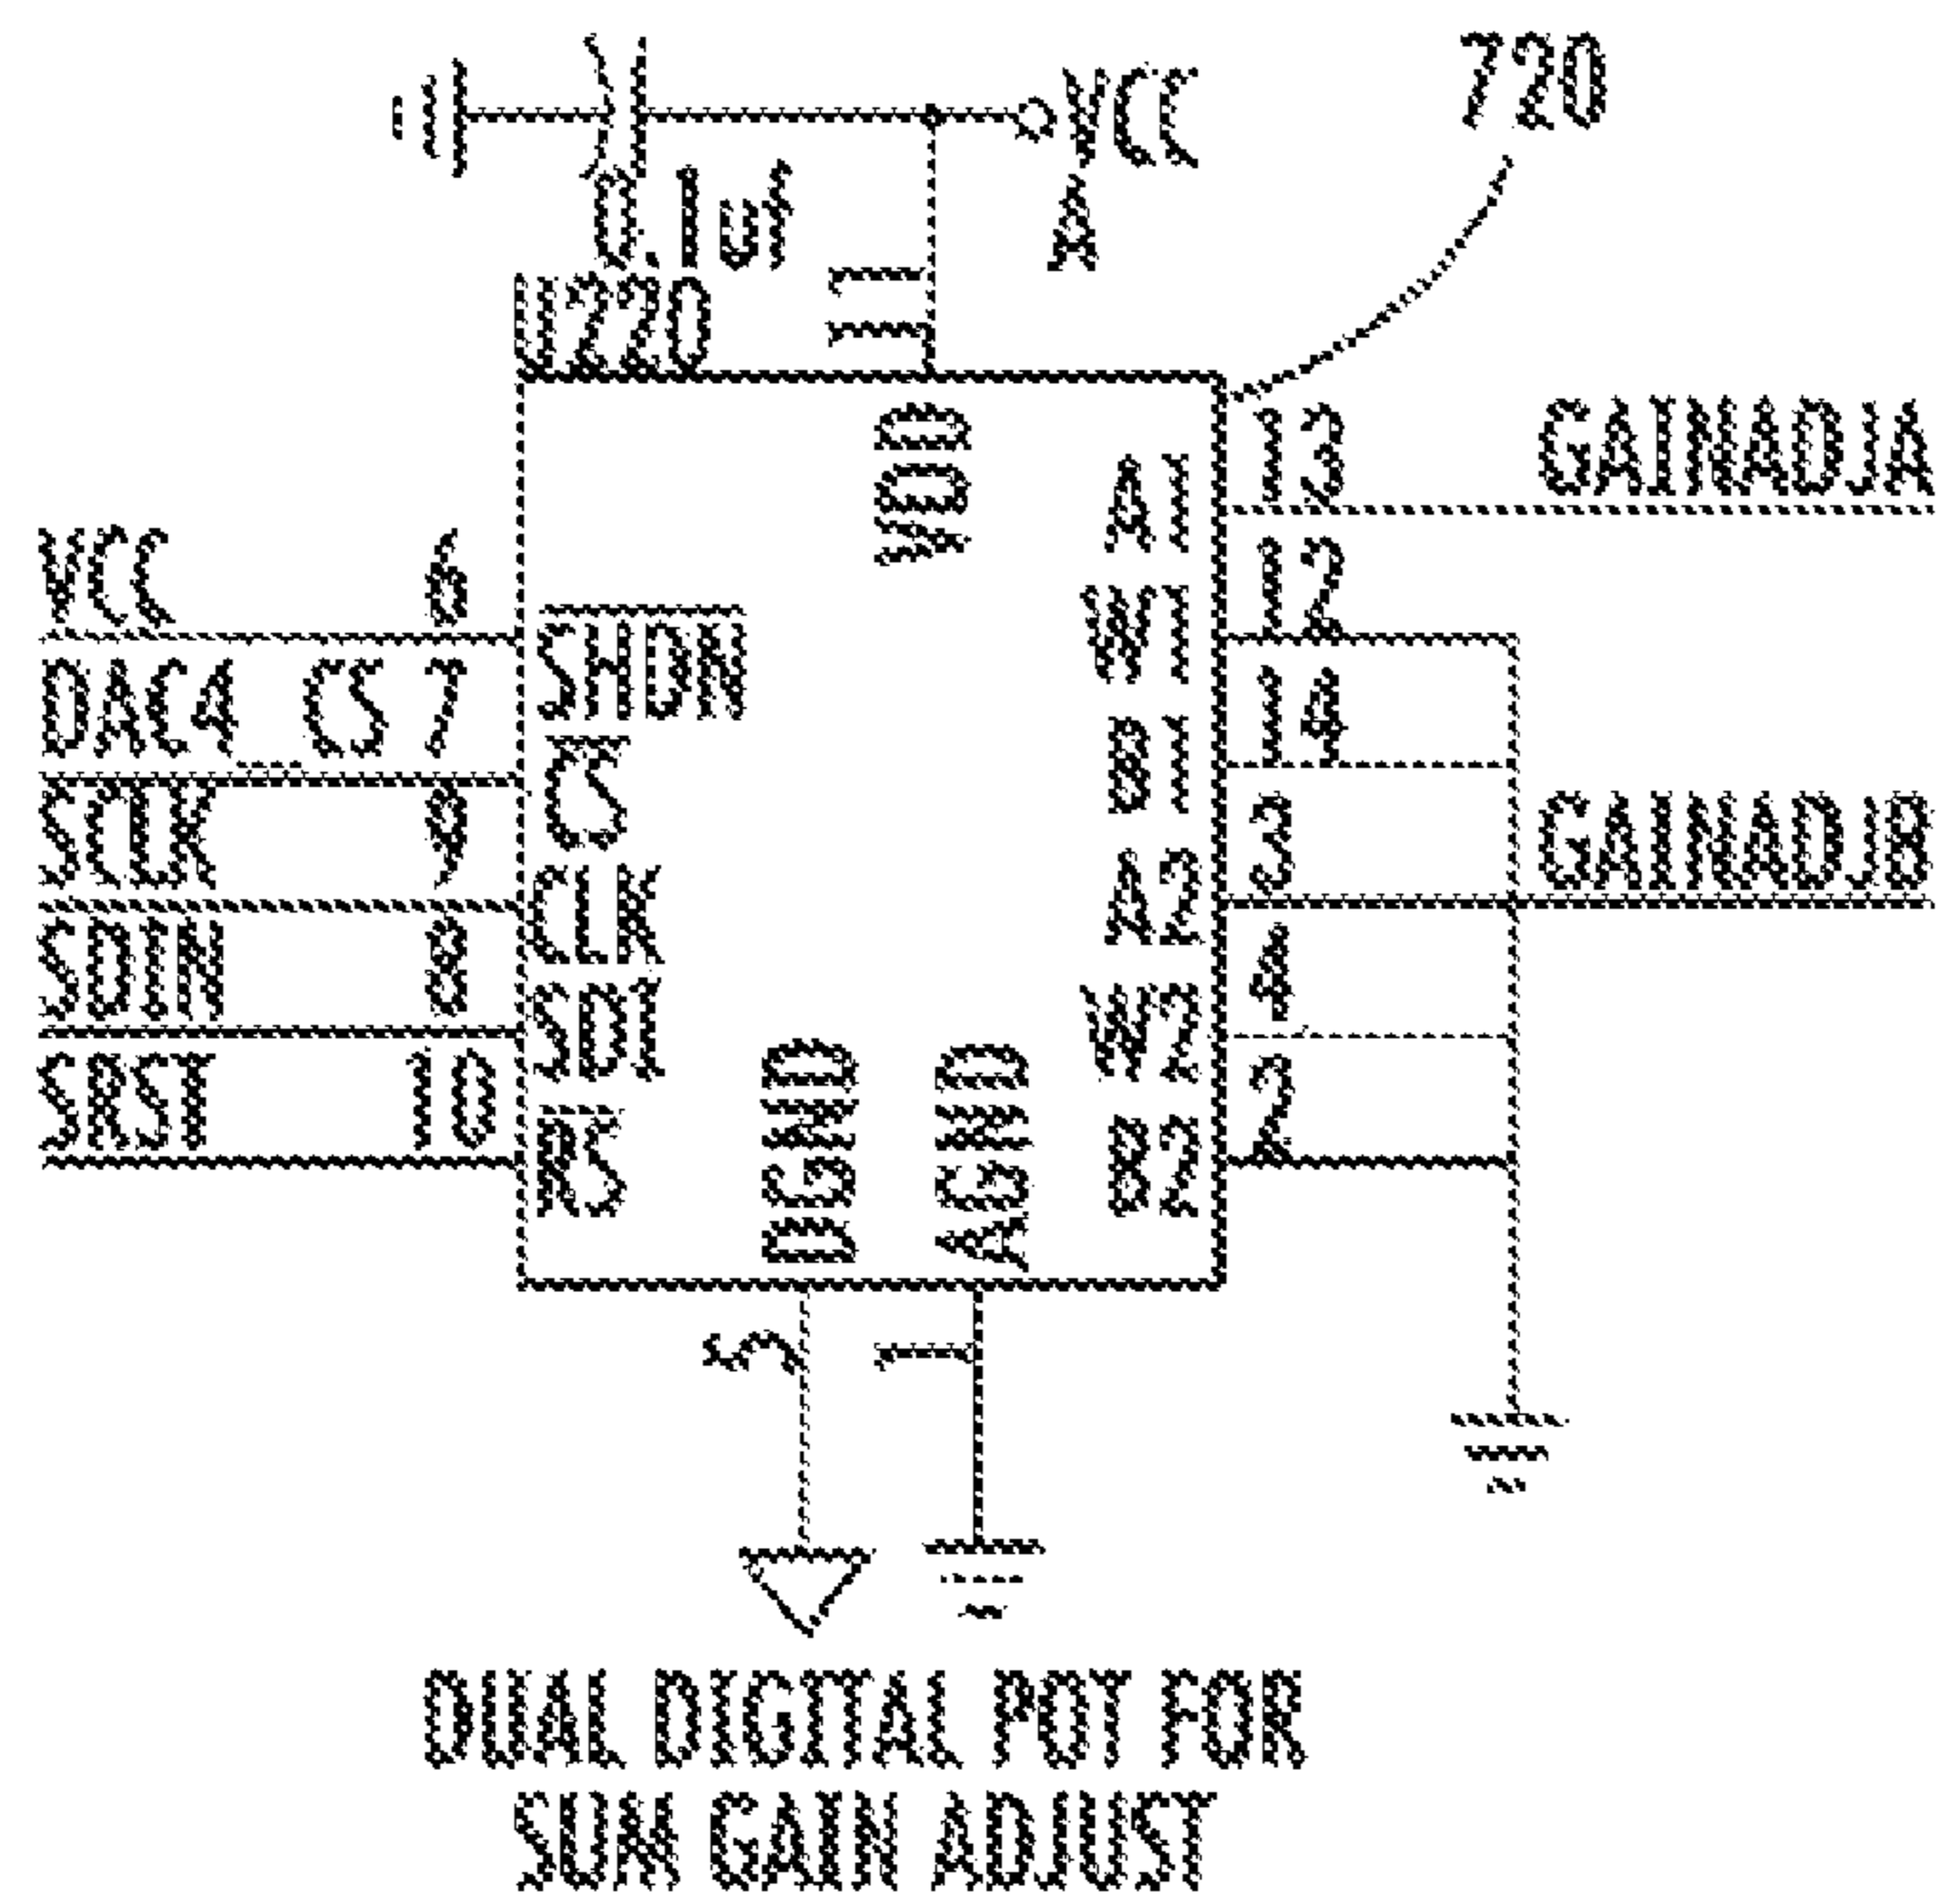 720
VCC
A
0.1uf
U220
11
VDD
13 GAINADJA
A1
VCC 6
12
W1
SHDN
DAC4_CS 7
14
B1
CS
SCLK 9
3 GAINADJB
A2
CLK
SDIN 8
4
W2
SDI
SRST 10
2
B2
RS
DGND
AGND
5
1
DUAL DIGITAL POT FOR
SUM GAIN ADJUST